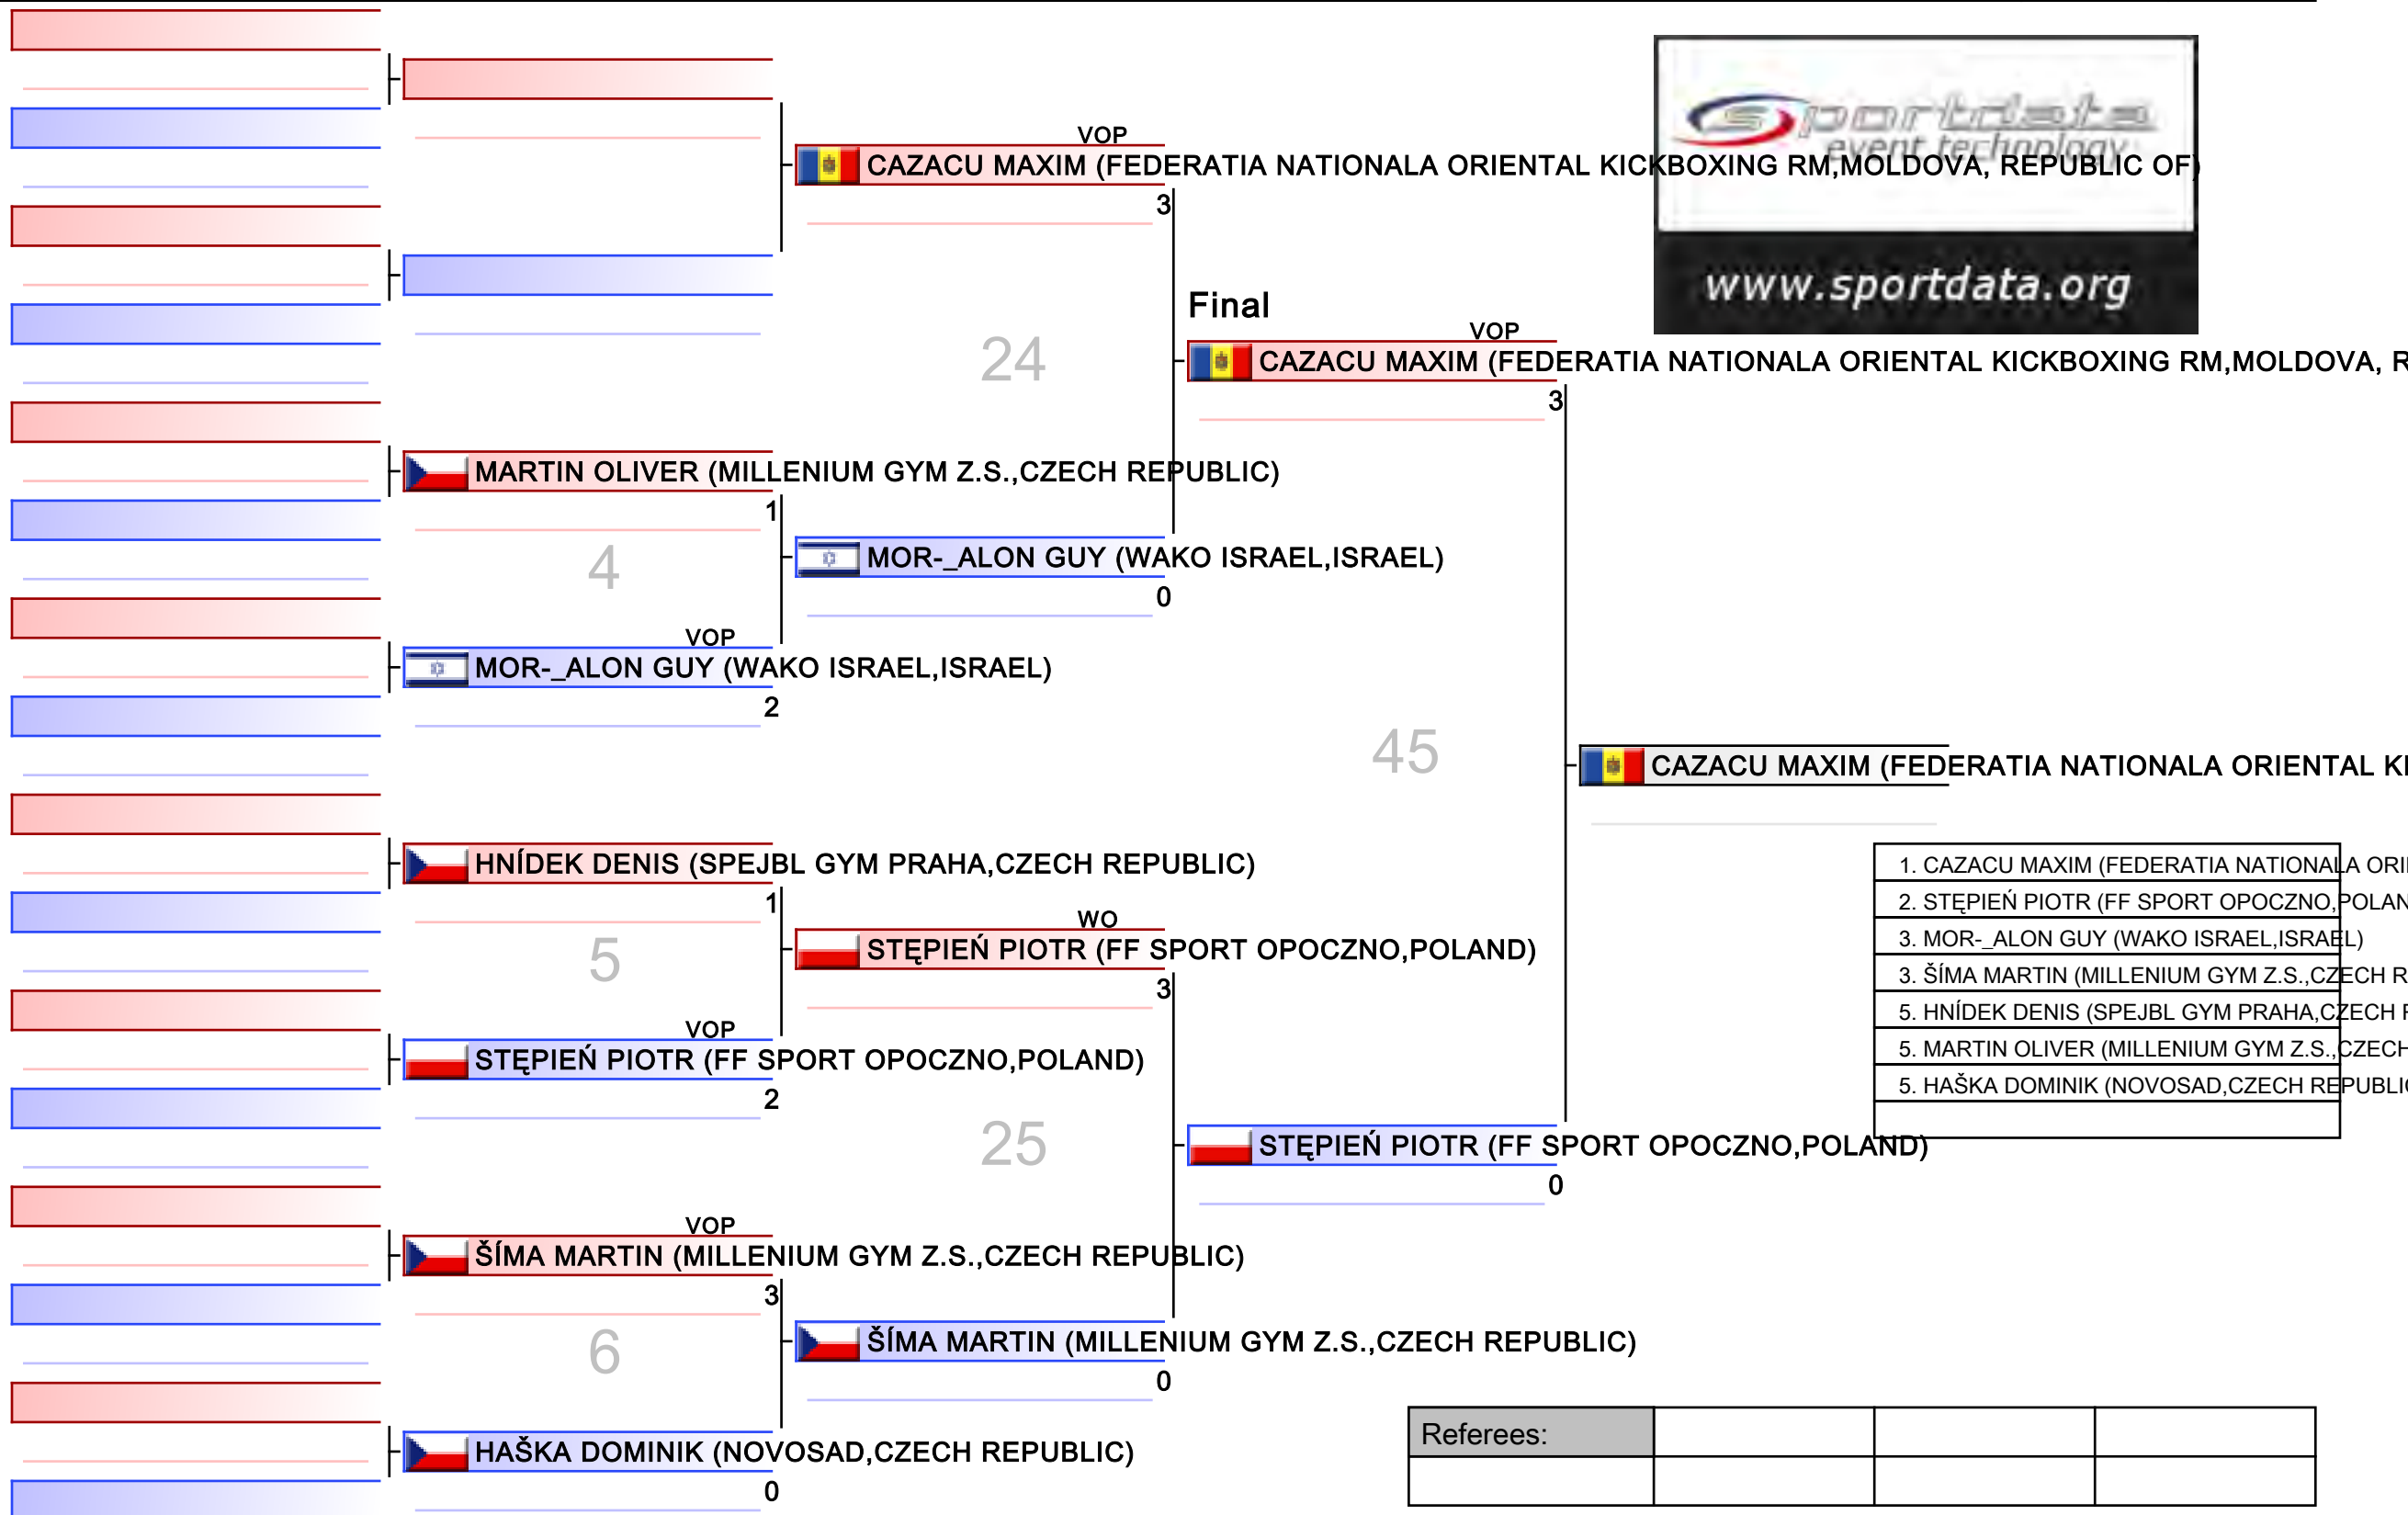 sportdata
event technology
www.sportdata.org
VOP
CAZACU MAXIM (FEDERATIA NATIONALA ORIENTAL KICKBOXING RM,MOLDOVA, REPUBLIC OF)
3
Final
24
VOP
CAZACU MAXIM (FEDERATIA NATIONALA ORIENTAL KICKBOXING RM,MOLDOVA, R
3
MARTIN OLIVER (MILLENIUM GYM Z.S.,CZECH REPUBLIC)
1
4
MOR-_ALON GUY (WAKO ISRAEL,ISRAEL)
0
VOP
MOR-_ALON GUY (WAKO ISRAEL,ISRAEL)
2
45
CAZACU MAXIM (FEDERATIA NATIONALA ORIENTAL KI
HNÍDEK DENIS (SPEJBL GYM PRAHA,CZECH REPUBLIC)
1
5
WO
STĘPIEŃ PIOTR (FF SPORT OPOCZNO,POLAND)
3
VOP
STĘPIEŃ PIOTR (FF SPORT OPOCZNO,POLAND)
2
25
STĘPIEŃ PIOTR (FF SPORT OPOCZNO,POLAND)
0
1. CAZACU MAXIM (FEDERATIA NATIONALA ORI
2. STĘPIEŃ PIOTR (FF SPORT OPOCZNO,POLAN
3. MOR-_ALON GUY (WAKO ISRAEL,ISRAEL)
3. ŠÍMA MARTIN (MILLENIUM GYM Z.S.,CZECH R
5. HNÍDEK DENIS (SPEJBL GYM PRAHA,CZECH R
5. MARTIN OLIVER (MILLENIUM GYM Z.S.,CZECH
5. HAŠKA DOMINIK (NOVOSAD,CZECH REPUBLIC
VOP
ŠÍMA MARTIN (MILLENIUM GYM Z.S.,CZECH REPUBLIC)
3
6
ŠÍMA MARTIN (MILLENIUM GYM Z.S.,CZECH REPUBLIC)
0
HAŠKA DOMINIK (NOVOSAD,CZECH REPUBLIC)
0
Referees: